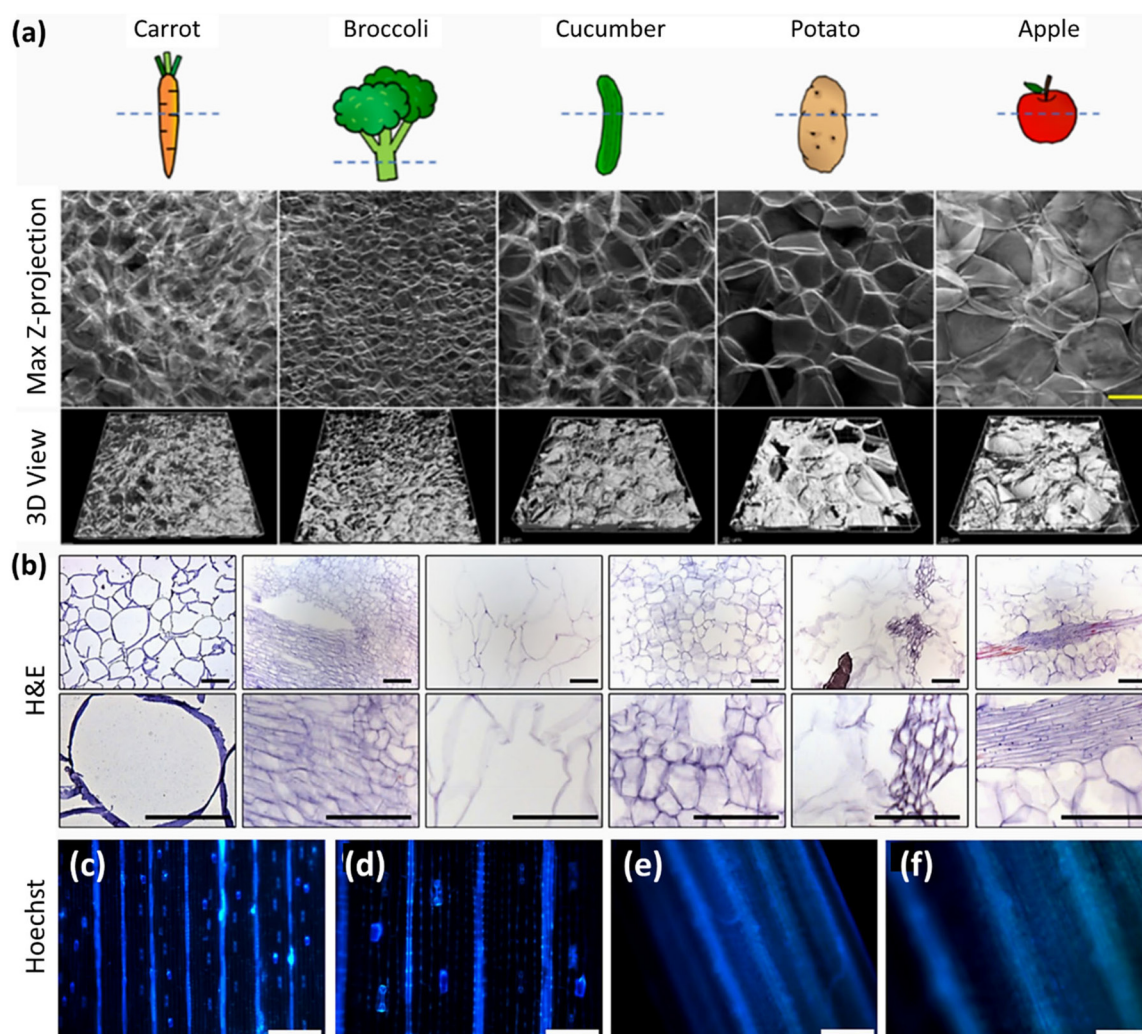 (a)
Carrot
Broccoli
Cucumber
Potato
Apple
Max Z-projection
3D View
(b)
H&E
Hoechst
(c)
(d)
(e)
(f)